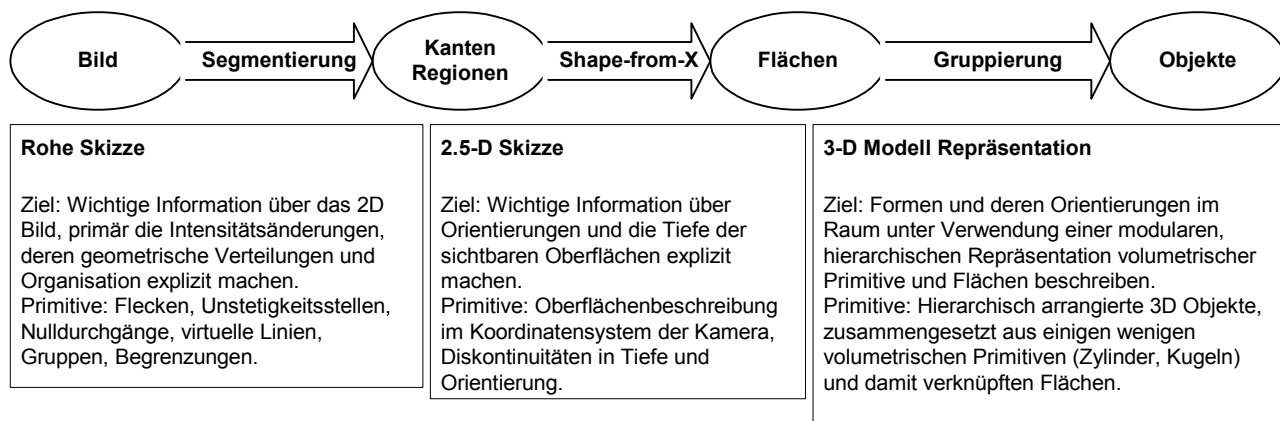 Bild
Segmentierung
Kanten
Regionen
Shape-from-X
Flächen
Gruppierung
Objekte
Rohe Skizze
Ziel: Wichtige Information über das 2D
Bild, primär die Intensitätsänderungen,
deren geometrische Verteilungen und
Organisation explizit machen.
Primitive: Flecken, Unstetigkeitsstellen,
Nulldurchgänge, virtuelle Linien,
Gruppen, Begrenzungen.
2.5-D Skizze
Ziel: Wichtige Information über
Orientierungen und die Tiefe der
sichtbaren Oberflächen explizit
machen.
Primitive: Oberflächenbeschreibung
im Koordinatensystem der Kamera,
Diskontinuitäten in Tiefe und
Orientierung.
3-D Modell Repräsentation
Ziel: Formen und deren Orientierungen im
Raum unter Verwendung einer modularen,
hierarchischen Repräsentation volumetrischer
Primitive und Flächen beschreiben.
Primitive: Hierarchisch arrangierte 3D Objekte,
zusammengesetzt aus einigen wenigen
volumetrischen Primitiven (Zylinder, Kugeln)
und damit verknüpften Flächen.